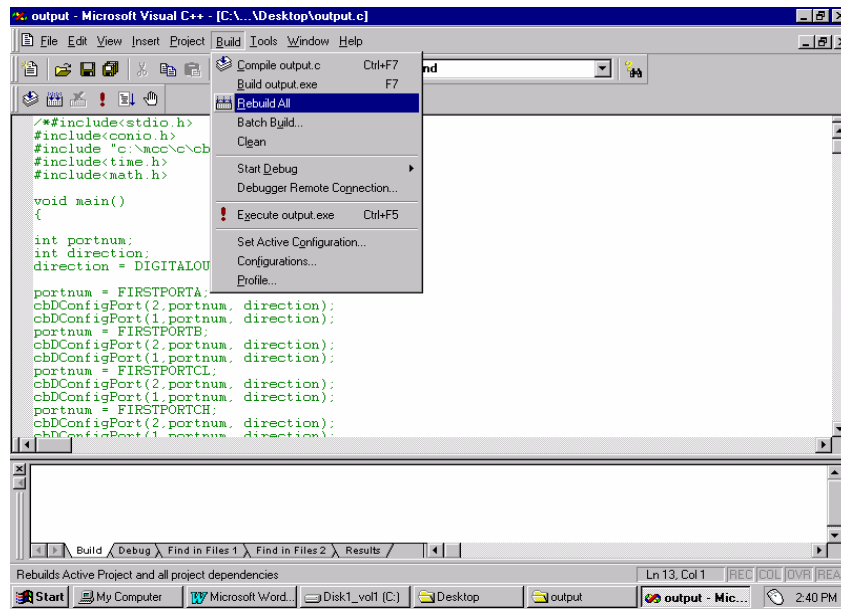 output - Microsoft Visual C++ - [C:\...\Desktop\output.c]
File Edit View Insert Project Build Tools Window Help
Compile output.c Ctrl+F7
Build output.exe F7
Rebuild All
Batch Build...
Clean
Start Debug
Debugger Remote Connection...
Execute output.exe Ctrl+F5
Set Active Configuration...
Configurations...
Profile...
nd
/*#include<stdio.h>
#include<conio.h>
#include "c:\mcc\c\cb
#include<time.h>
#include<math.h>
void main()
{
int portnum;
int direction;
direction = DIGITALOU
portnum = FIRSTPORTA;
cbDConfigPort(2,portnum, direction);
cbDConfigPort(1,portnum, direction);
portnum = FIRSTPORTB;
cbDConfigPort(2,portnum, direction);
cbDConfigPort(1,portnum, direction);
portnum = FIRSTPORTCL;
cbDConfigPort(2,portnum, direction);
cbDConfigPort(1,portnum, direction);
portnum = FIRSTPORTCH;
cbDConfigPort(2,portnum, direction);
cbDConfigPort(1,portnum, direction);
Build Debug Find in Files 1 Find in Files 2 Results
Rebuilds Active Project and all project dependencies Ln 13, Col 1 REC COL OVR REA
Start My Computer Microsoft Word... Disk1_vol1 (C:) Desktop output output - Mic... 2:40 PM